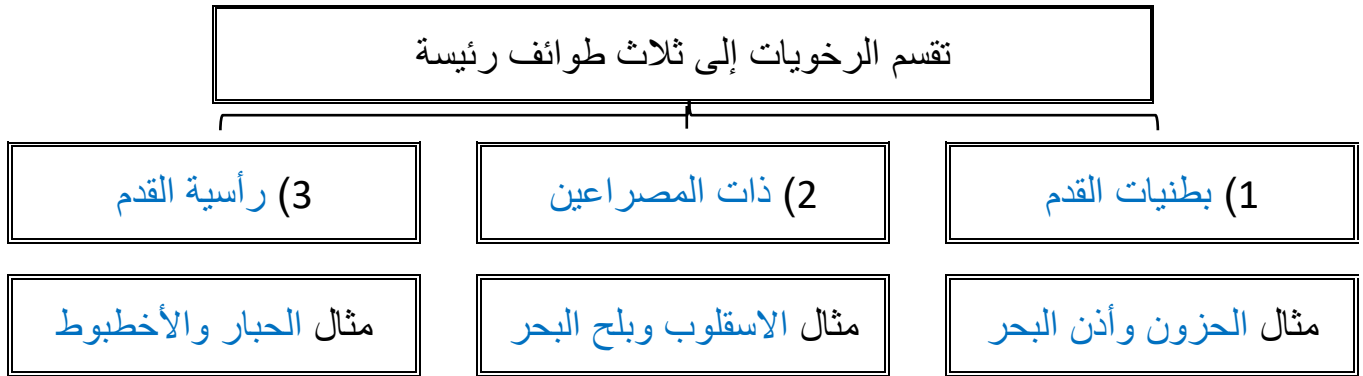 تقسم الرخويات إلى ثلاث طوائف رئيسة
1) بطنيات القدم
2) ذات المصراعين
3) رأسية القدم
مثال الحزون وأذن البحر
مثال الاسقلوب وبلح البحر
مثال الحبار والأخطبوط